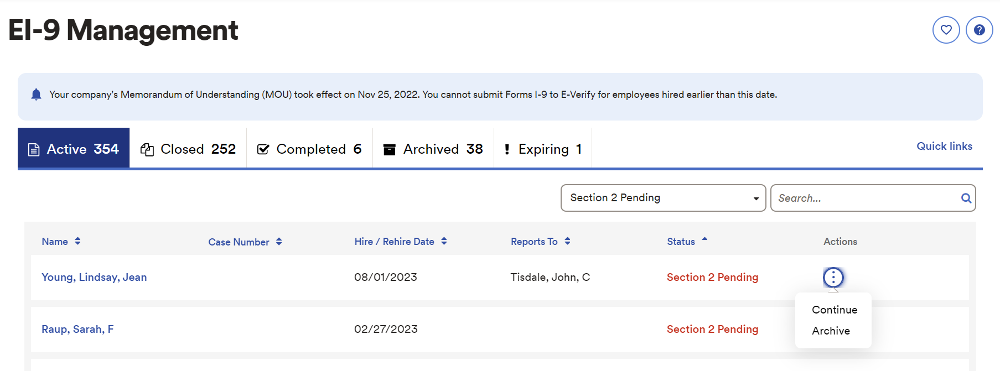 EI-9 Management
Your company's Memorandum of Understanding (MOU) took effect on Nov 25, 2022. You cannot submit Forms I-9 to E-Verify for employees hired earlier than this date.
Active 354 Closed 252 Completed 6 Archived 38 Expiring 1 Quick links
Section 2 Pending Search...
Name Case Number Hire / Rehire Date Reports To Status Actions
Young, Lindsay, Jean 08/01/2023 Tisdale, John, C Section 2 Pending
Continue
Raup, Sarah, F 02/27/2023 Section 2 Pending Archive